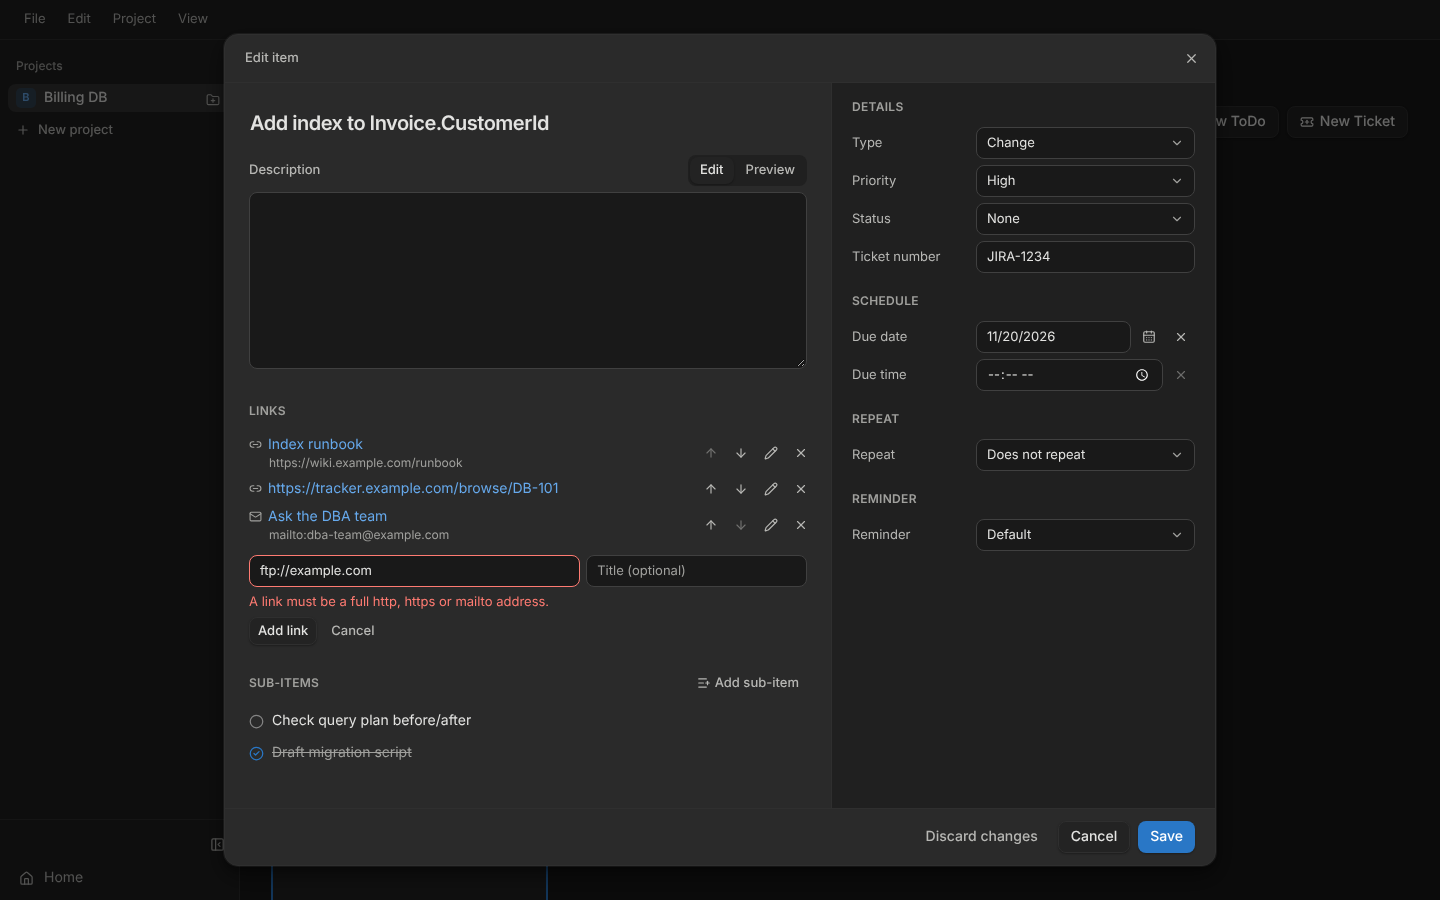 File Edit Project View
Projects
B Billing DB
New project
w ToDo
New Ticket
Edit item
Add index to Invoice.CustomerId
Description
Edit Preview
LINKS
Index runbook
https://wiki.example.com/runbook
https://tracker.example.com/browse/DB-101
Ask the DBA team
mailto:dba-team@example.com
ftp://example.com
Title (optional)
A link must be a full http, https or mailto address.
Add link Cancel
SUB-ITEMS
Add sub-item
Check query plan before/after
Draft migration script
DETAILS
Type Change
Priority High
Status None
Ticket number JIRA-1234
SCHEDULE
Due date 11/20/2026
Due time --:-- --
REPEAT
Repeat Does not repeat
REMINDER
Reminder Default
Discard changes Cancel Save
Home